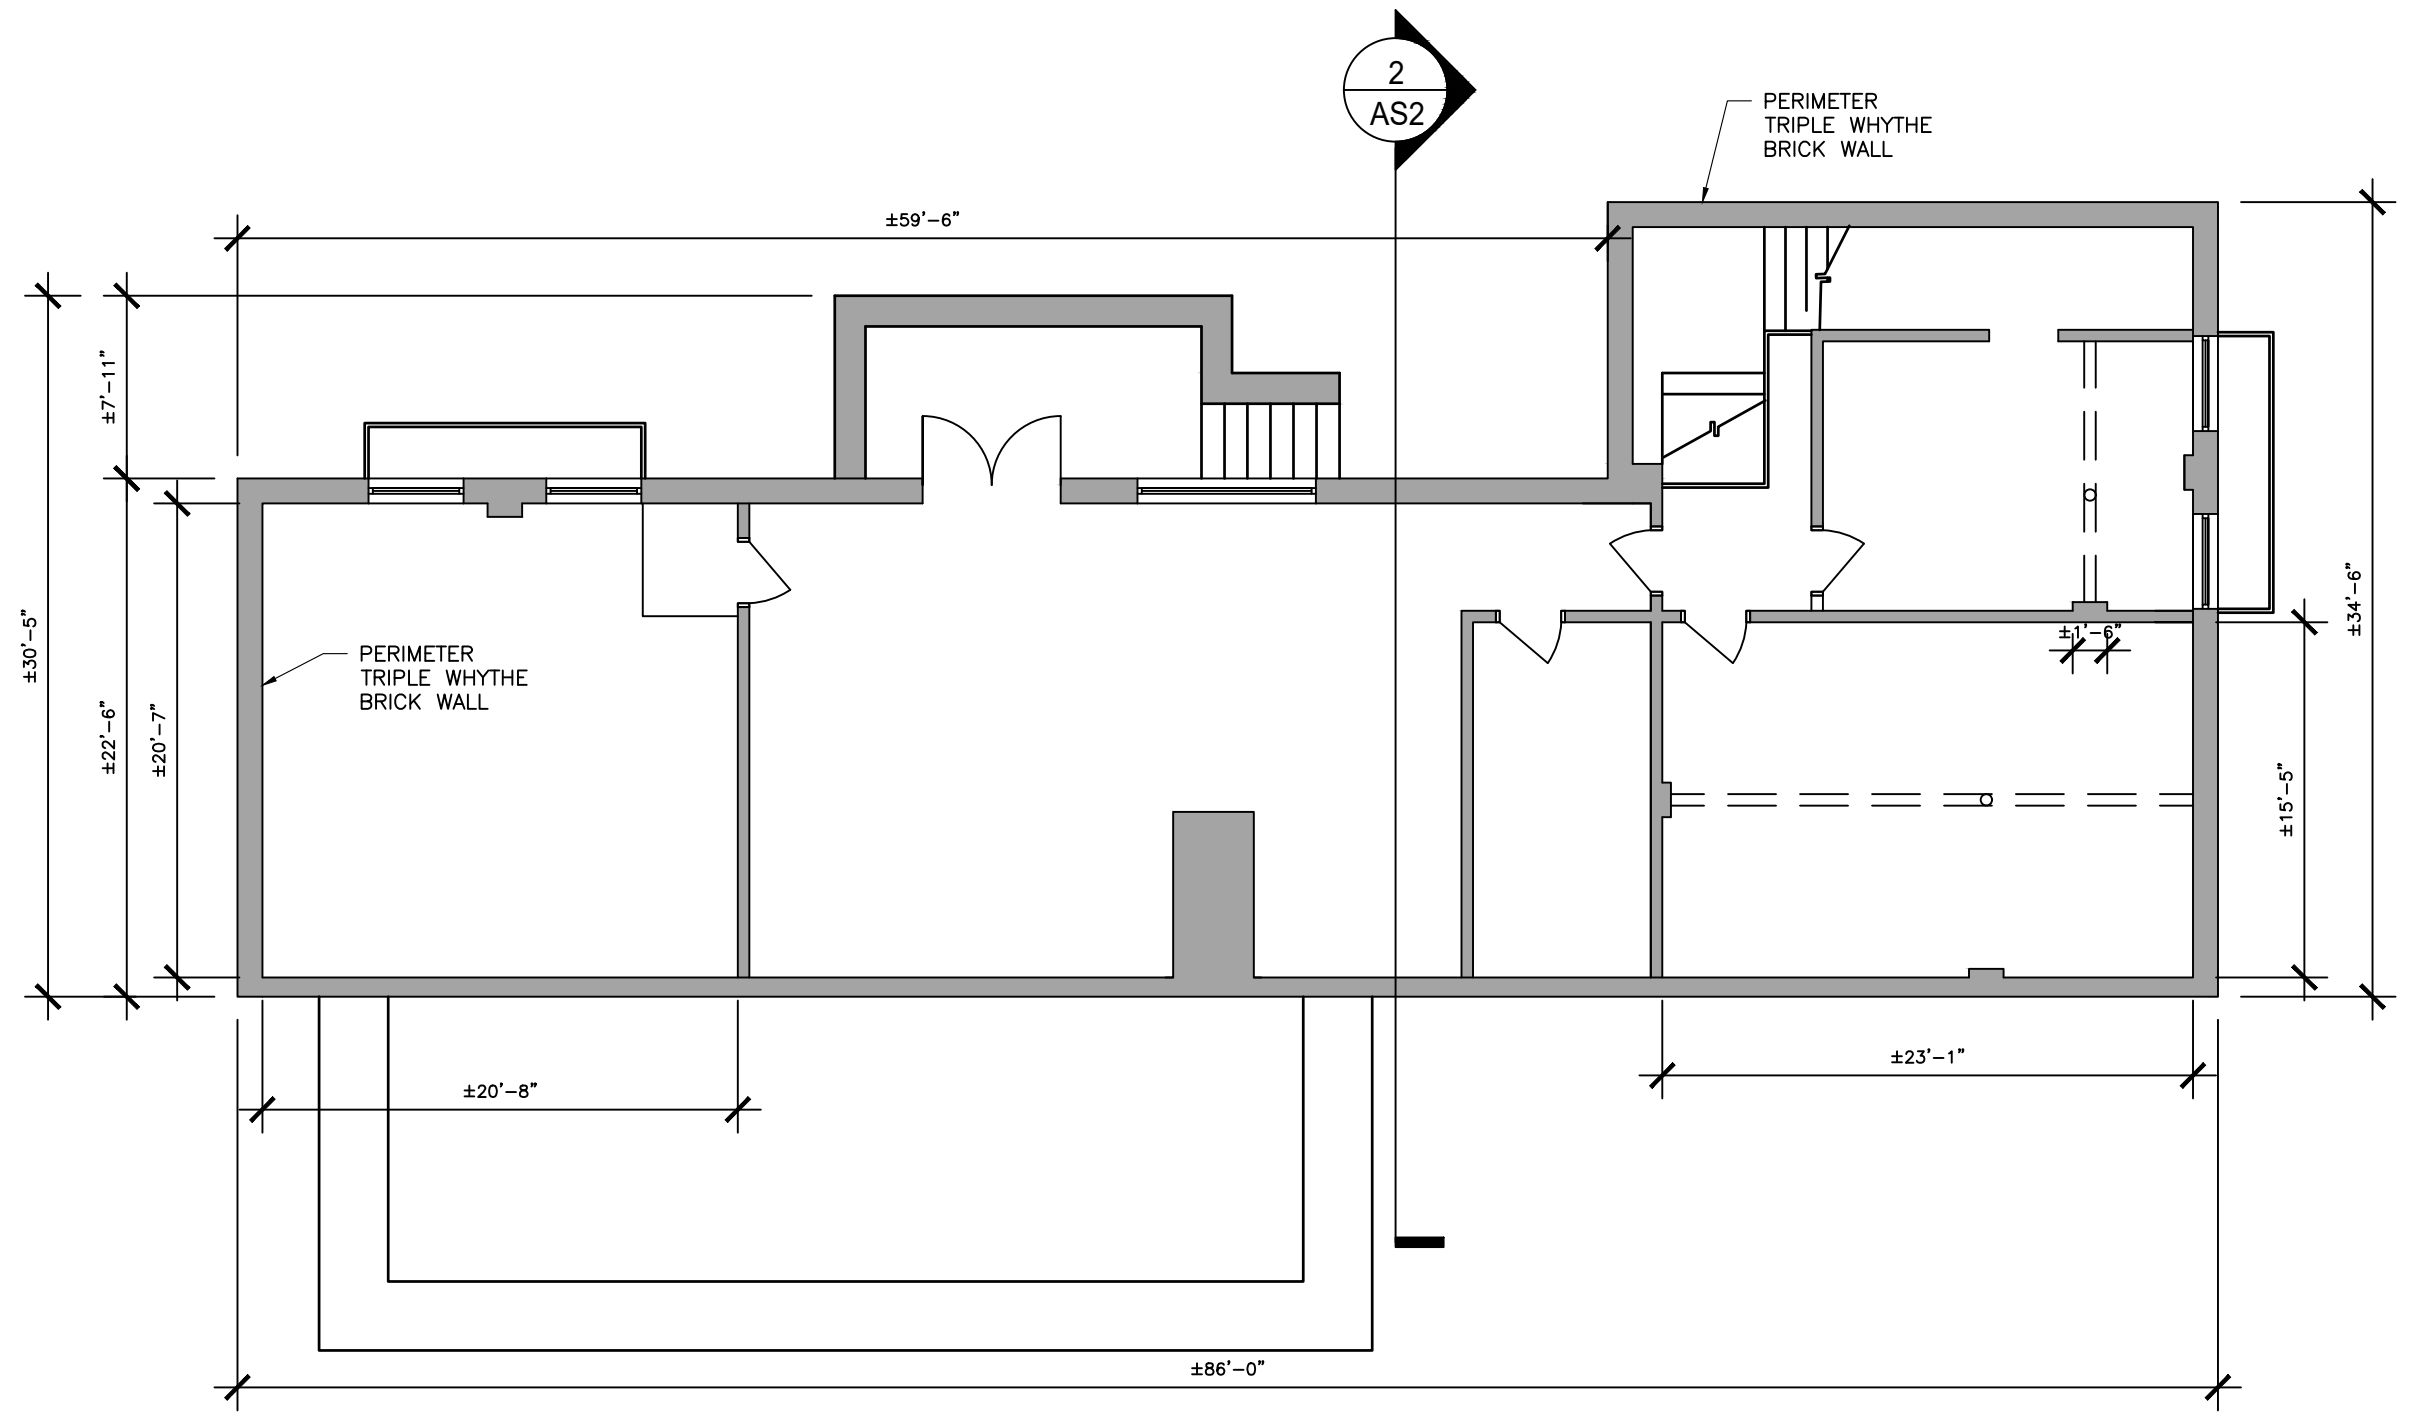 2
AS2
PERIMETER
TRIPLE WHYTHE
BRICK WALL
±59'-6"
±7'-11"
±30'-5"
±22'-6"
±20'-7"
PERIMETER
TRIPLE WHYTHE
BRICK WALL
±34'-6"
±1'-6"
±15'-5"
±23'-1"
±20'-8"
±86'-0"